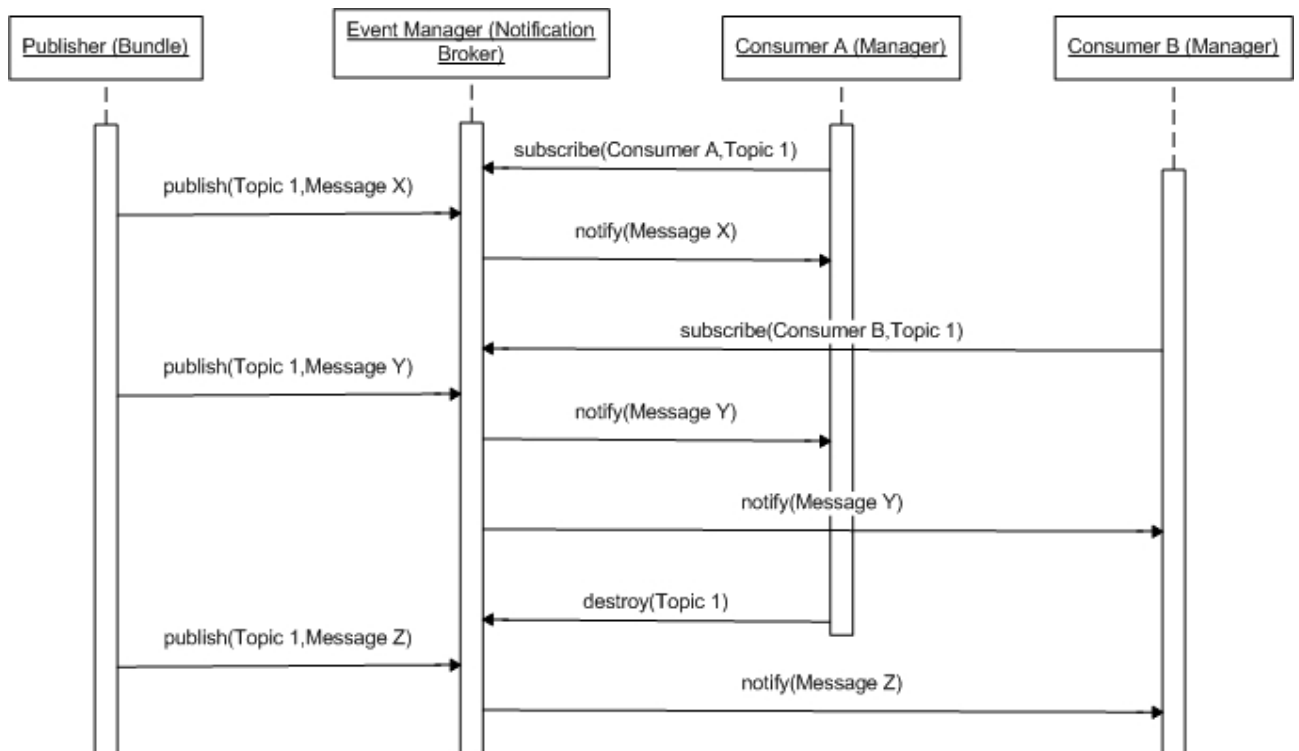 Publisher (Bundle)
Event Manager (Notification
Broker)
Consumer A (Manager)
Consumer B (Manager)
subscribe(Consumer A,Topic 1)
publish(Topic 1,Message X)
notify(Message X)
subscribe(Consumer B,Topic 1)
publish(Topic 1,Message Y)
notify(Message Y)
notify(Message Y)
destroy(Topic 1)
publish(Topic 1,Message Z)
notify(Message Z)